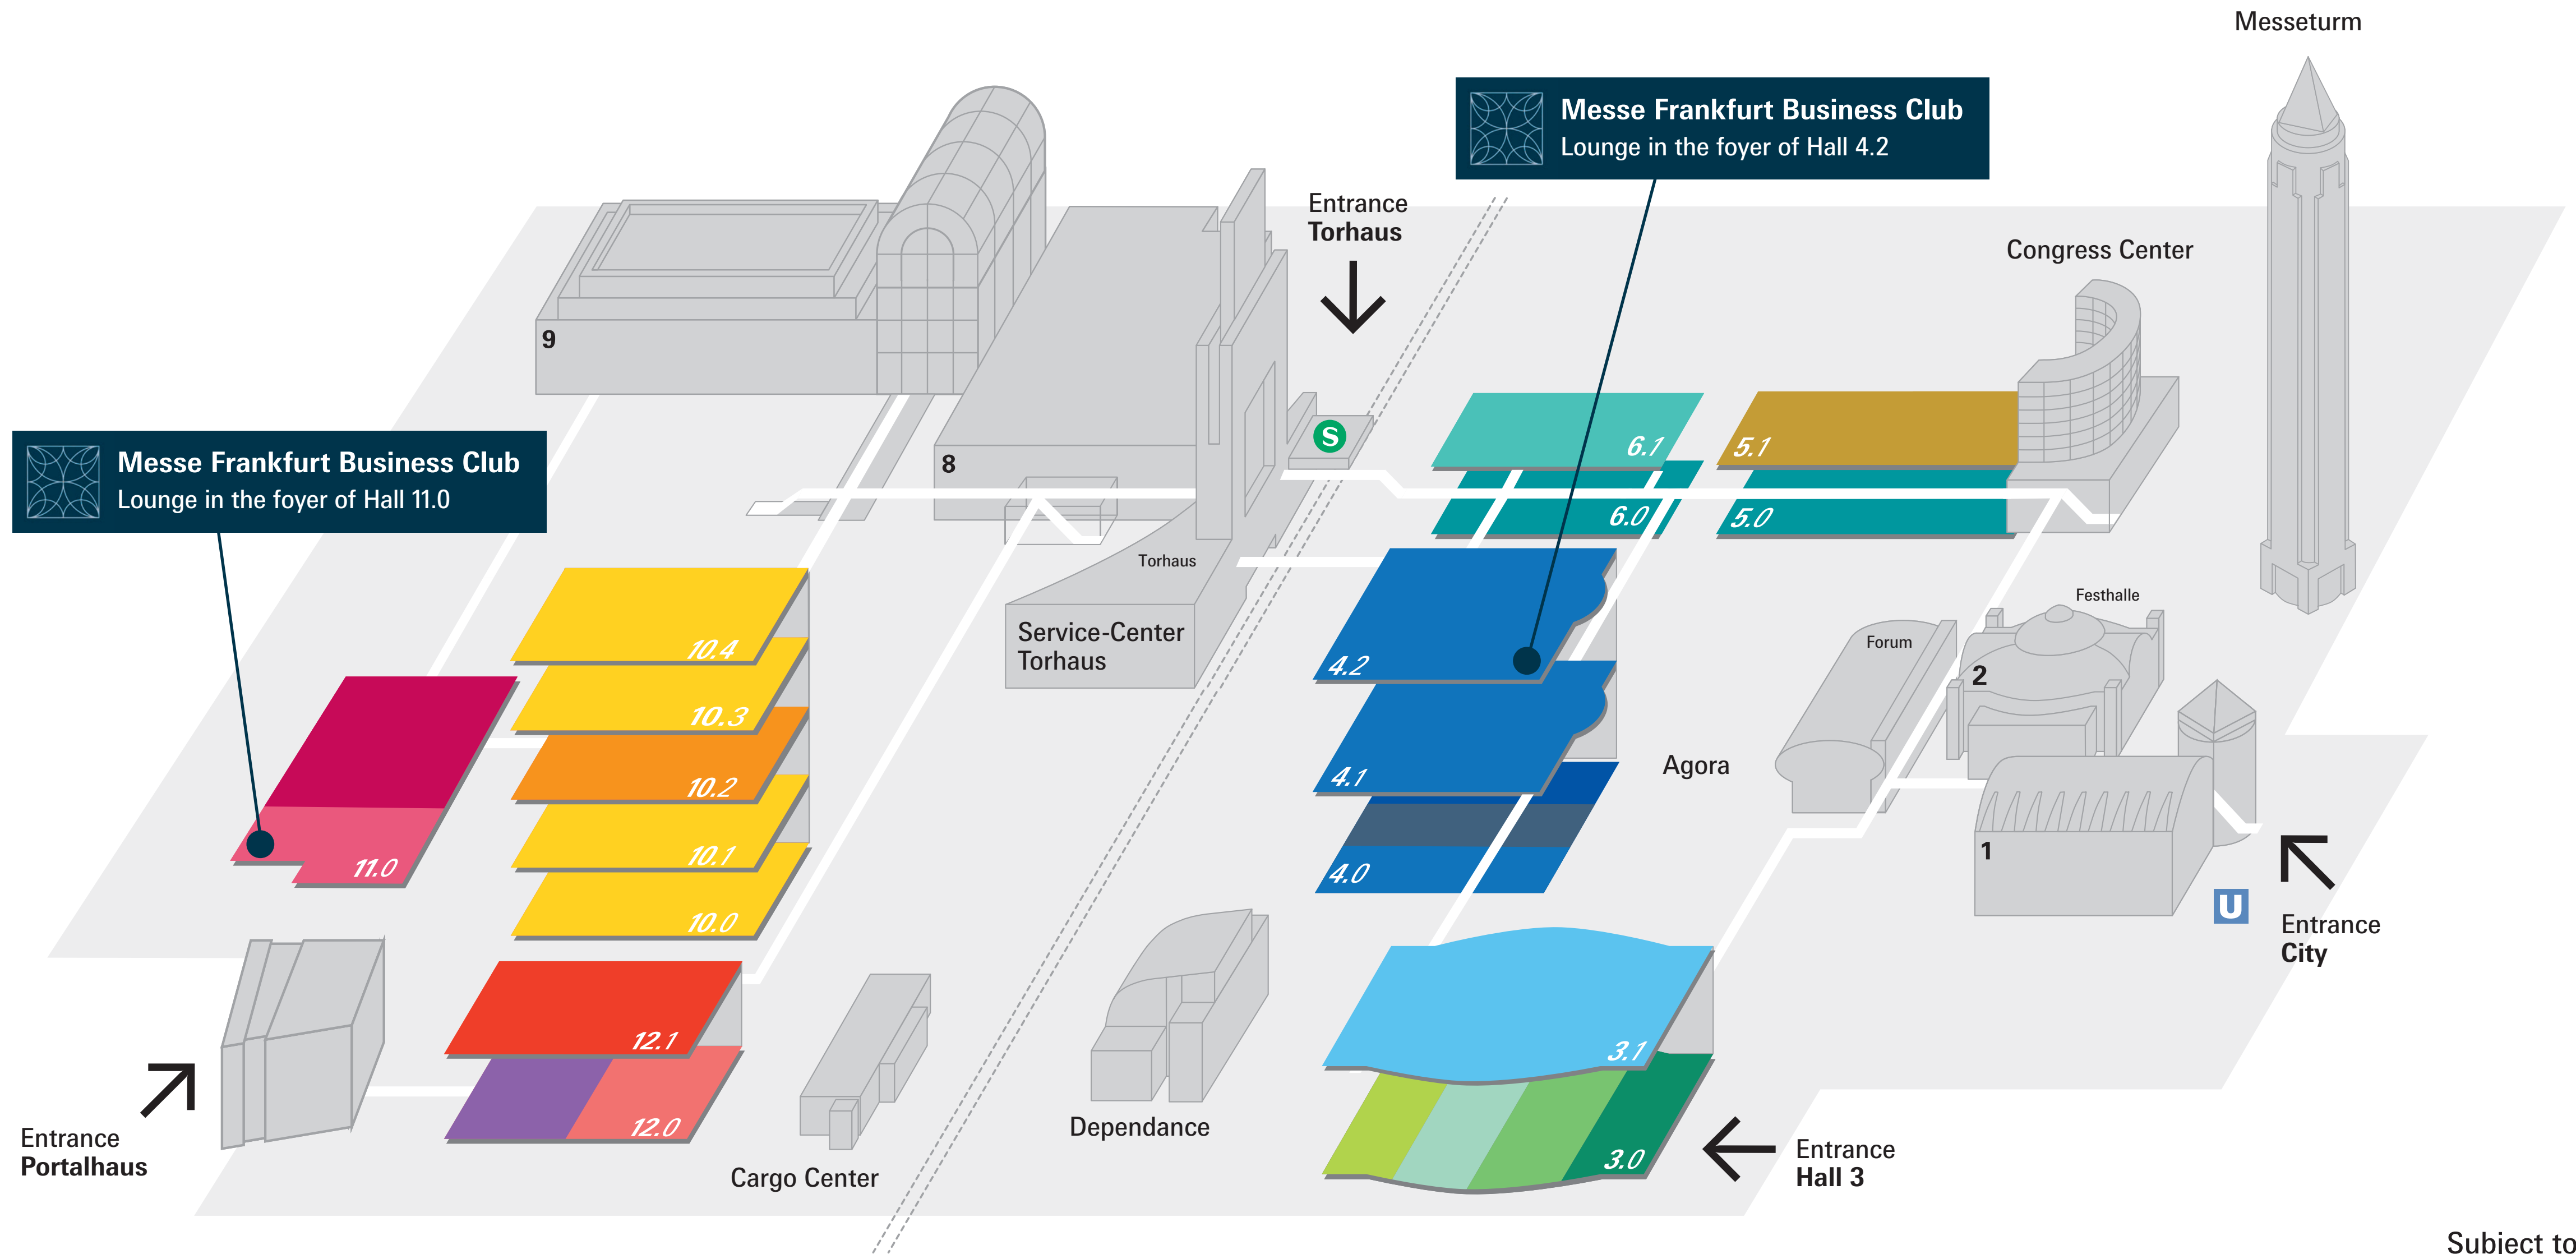 Messeturm
Messe Frankfurt Business Club
Lounge in the foyer of Hall 4.2
Entrance
Torhaus
Congress Center
9
S
6.1
5.1
8
Messe Frankfurt Business Club
Lounge in the foyer of Hall 11.0
6.0
5.0
Torhaus
Festhalle
Service-Center
Torhaus
Forum
10.4
4.2
2
10.3
4.1
Agora
10.2
10.1
1
11.0
4.0
10.0
U
Entrance
City
12.1
3.1
12.0
3.0
Entrance
Portalhaus
Dependance
Entrance
Hall 3
Cargo Center
Subject to